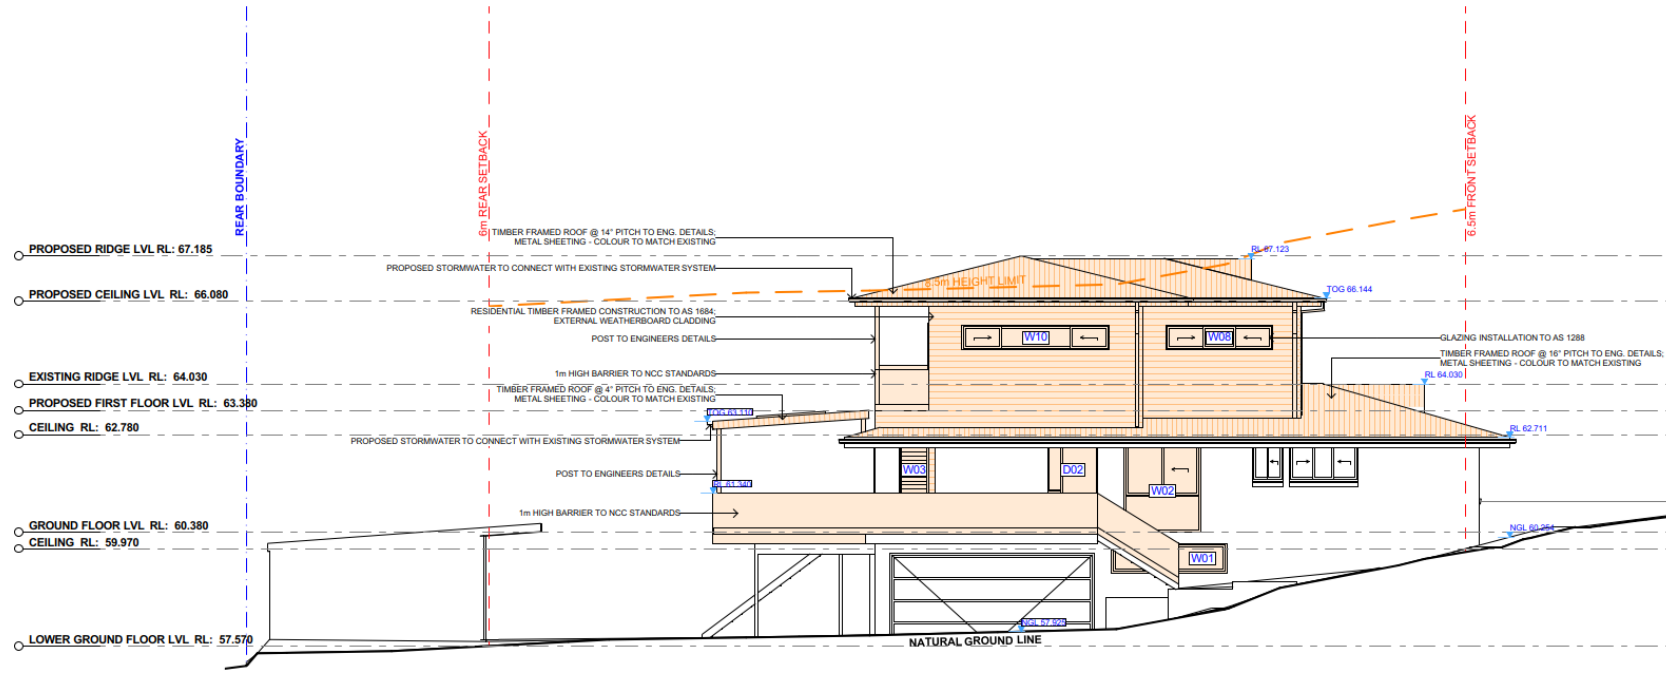 REAR BOUNDARY
6m REAR SETBACK
6.5m FRONT SETBACK
PROPOSED RIDGE LVL RL: 67.185
PROPOSED CEILING LVL RL: 66.080
EXISTING RIDGE LVL RL: 64.030
PROPOSED FIRST FLOOR LVL RL: 63.380
CEILING RL: 62.780
GROUND FLOOR LVL RL: 60.380
CEILING RL: 59.970
LOWER GROUND FLOOR LVL RL: 57.570
TIMBER FRAMED ROOF @ 14° PITCH TO ENG. DETAILS;
METAL SHEETING - COLOUR TO MATCH EXISTING
PROPOSED STORMWATER TO CONNECT WITH EXISTING STORMWATER SYSTEM
RESIDENTIAL TIMBER FRAMED CONSTRUCTION TO AS 1684;
EXTERNAL WEATHERBOARD CLADDING
POST TO ENGINEERS DETAILS
1m HIGH BARRIER TO NCC STANDARDS
TIMBER FRAMED ROOF @ 4° PITCH TO ENG. DETAILS;
METAL SHEETING - COLOUR TO MATCH EXISTING
TOG 63.110
PROPOSED STORMWATER TO CONNECT WITH EXISTING STORMWATER SYSTEM
POST TO ENGINEERS DETAILS
RL 61.340
1m HIGH BARRIER TO NCC STANDARDS
8.5m HEIGHT LIMIT
RL 67.123
TOG 66.144
W10
W08
GLAZING INSTALLATION TO AS 1288
TIMBER FRAMED ROOF @ 16° PITCH TO ENG. DETAILS;
METAL SHEETING - COLOUR TO MATCH EXISTING
RL 64.030
RL 62.711
W03
D02
W02
W01
NGL 60.254
NGL 57.925
NATURAL GROUND LINE